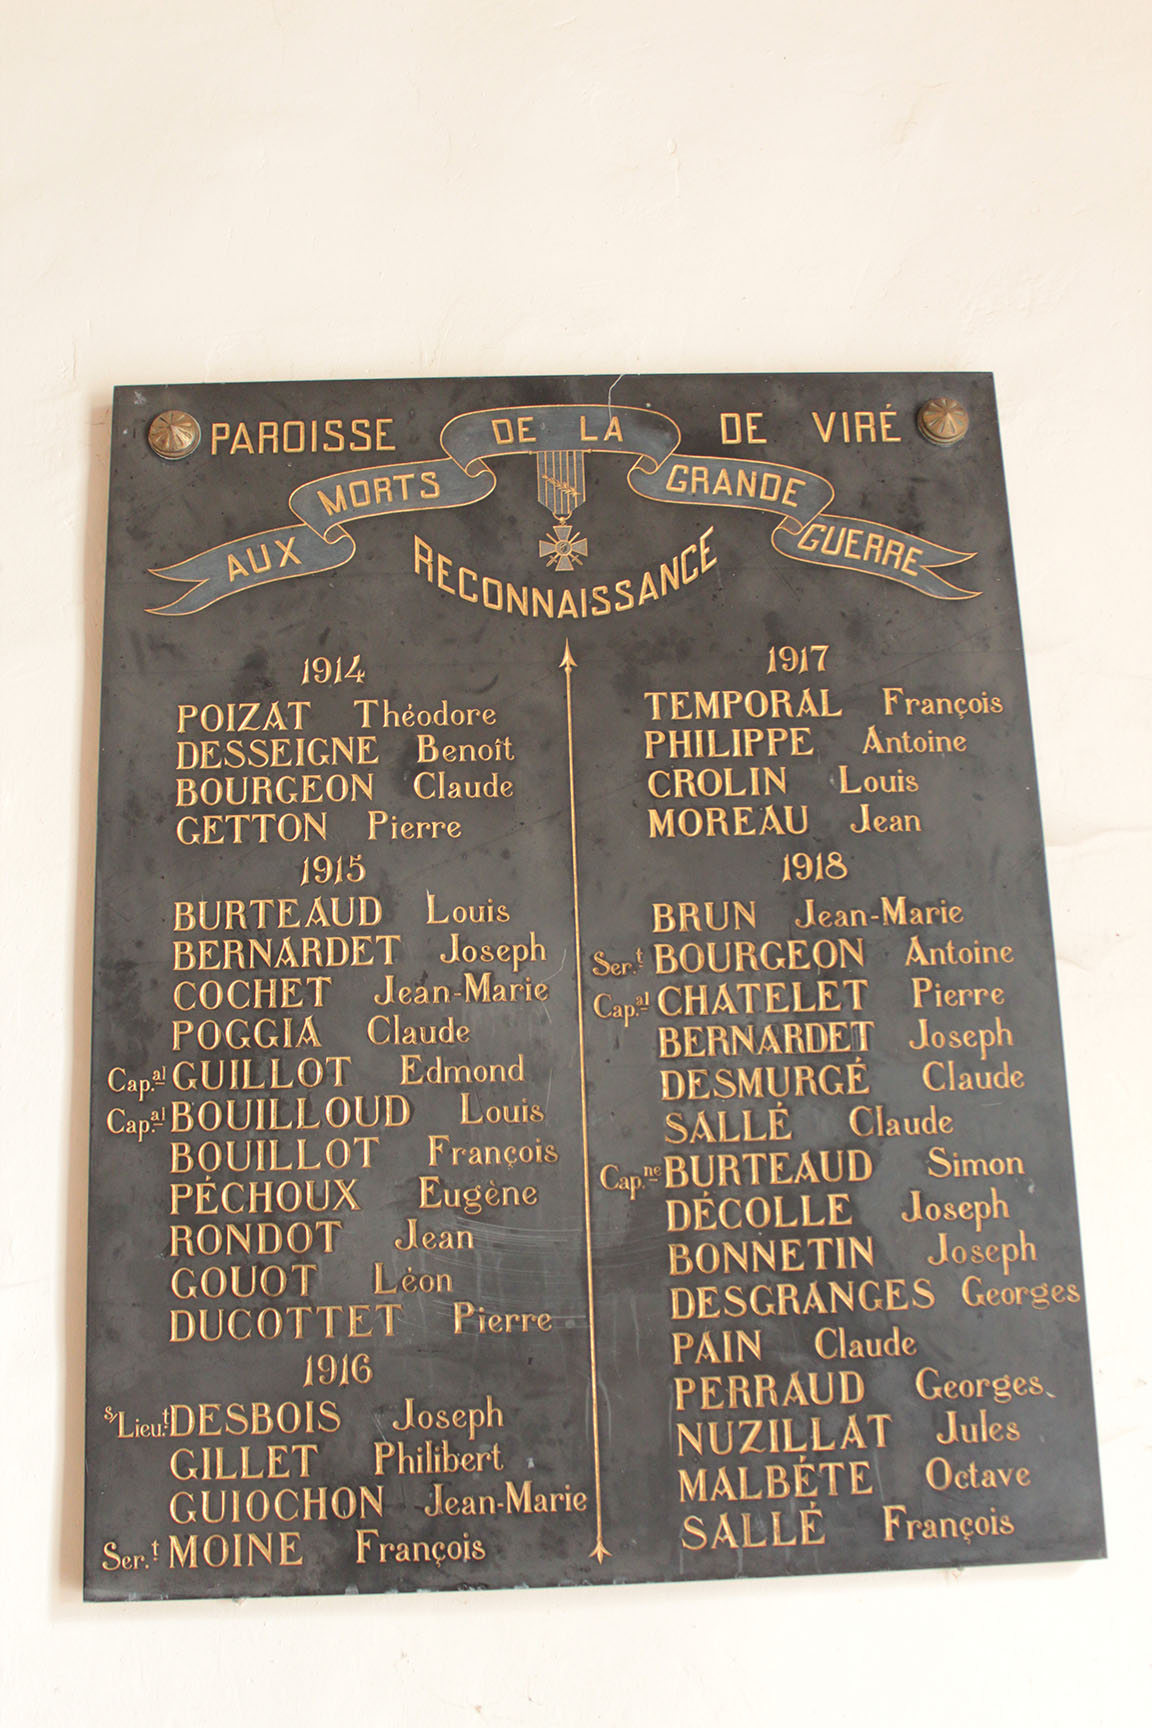 PAROISSE DE VIRÉ
AUX MORTS DE LA GRANDE GUERRE
RECONNAISSANCE
1914
POIZAT Théodore
DESSEIGNE Benoît
BOURGEON Claude
GETTON Pierre
1915
BURTEAUD Louis
BERNARDET Joseph
COCHET Jean-Marie
POGGIA Claude
Cap.al GUILLOT Edmond
Cap.al BOUILLOUD Louis
BOUILLOT François
PÉCHOUX Eugène
RONDOT Jean
GOUOT Léon
DUCOTTET Pierre
1916
s/Lieu.t DESBOIS Joseph
GILLET Philibert
GUIOCHON Jean-Marie
Ser.t MOINE François
1917
TEMPORAL François
PHILIPPE Antoine
CROLIN Louis
MOREAU Jean
1918
BRUN Jean-Marie
Ser.t BOURGEON Antoine
Cap.al CHATELET Pierre
BERNARDET Joseph
DESMURGÉ Claude
SALLÉ Claude
Cap.ne BURTEAUD Simon
DÉCOLLE Joseph
BONNETIN Joseph
DESGRANGES Georges
PAIN Claude
PERRAUD Georges
NUZILLAT Jules
MALBÉTE Octave
SALLÉ François